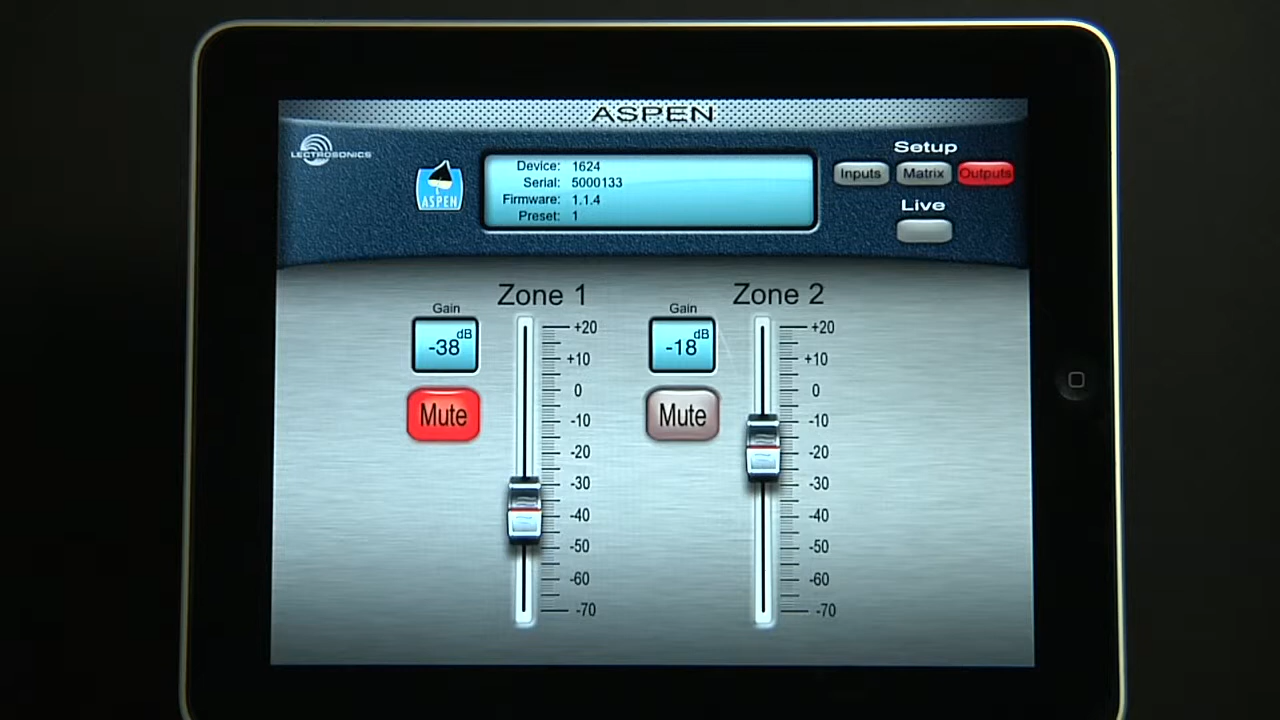 ASPEN
LECTROSONICS
ASPEN
Device: 1624
Serial: 5000133
Firmware: 1.1.4
Preset: 1
Setup
Inputs Matrix Outputs
Live
Zone 1
Gain
-38 dB
Mute
+20
+10
0
-10
-20
-30
-40
-50
-60
-70
Zone 2
Gain
-18 dB
Mute
+20
+10
0
-10
-20
-30
-40
-50
-60
-70